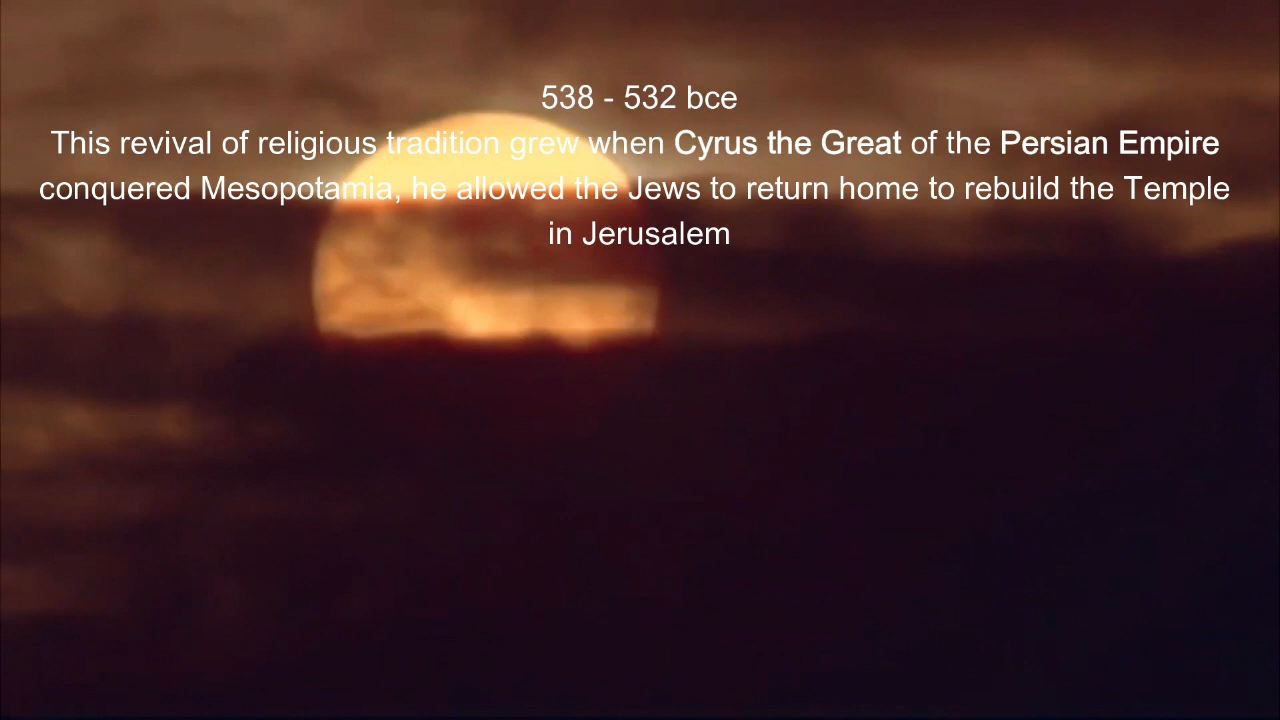 538 - 532 bce
This revival of religious tradition grew when Cyrus the Great of the Persian Empire
conquered Mesopotamia, he allowed the Jews to return home to rebuild the Temple
in Jerusalem